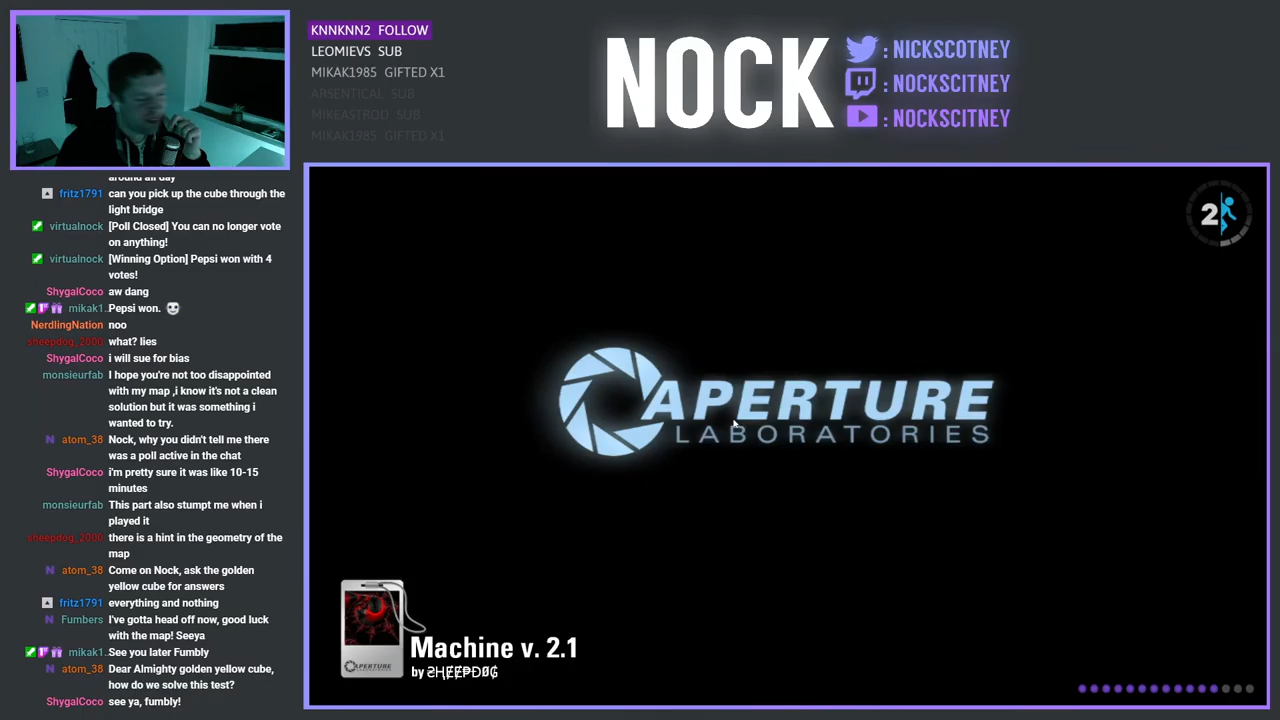 KNNKNN2 FOLLOW
LEOMIEVS SUB
MIKAK1985 GIFTED X1
ARSENTICAL SUB
MIKEASTROD SUB
MIKAK1985 GIFTED X1
NOCK
: NICKSCOTNEY
: NOCKSCITNEY
: NOCKSCITNEY
around all day
fritz1791 can you pick up the cube through the
light bridge
virtualnock [Poll Closed] You can no longer vote
on anything!
virtualnock [Winning Option] Pepsi won with 4
votes!
ShygalCoco aw dang
mikak1.. Pepsi won.
NerdlingNation noo
sheepdog_2000 what? lies
ShygalCoco i will sue for bias
monsieurfab I hope you're not too disappointed
with my map ,i know it's not a clean
solution but it was something i
wanted to try.
N atom_38 Nock, why you didn't tell me there
was a poll active in the chat
ShygalCoco i'm pretty sure it was like 10-15
minutes
monsieurfab This part also stumpt me when i
played it
sheepdog_2000 there is a hint in the geometry of the
map
N atom_38 Come on Nock, ask the golden
yellow cube for answers
fritz1791 everything and nothing
N Fumbers I've gotta head off now, good luck
with the map! Seeya
mikak1.. See you later Fumbly
N atom_38 Dear Almighty golden yellow cube,
how do we solve this test?
ShygalCoco see ya, fumbly!
2
APERTURE
LABORATORIES
APERTURE
LABORATORIES
Machine v. 2.1
by